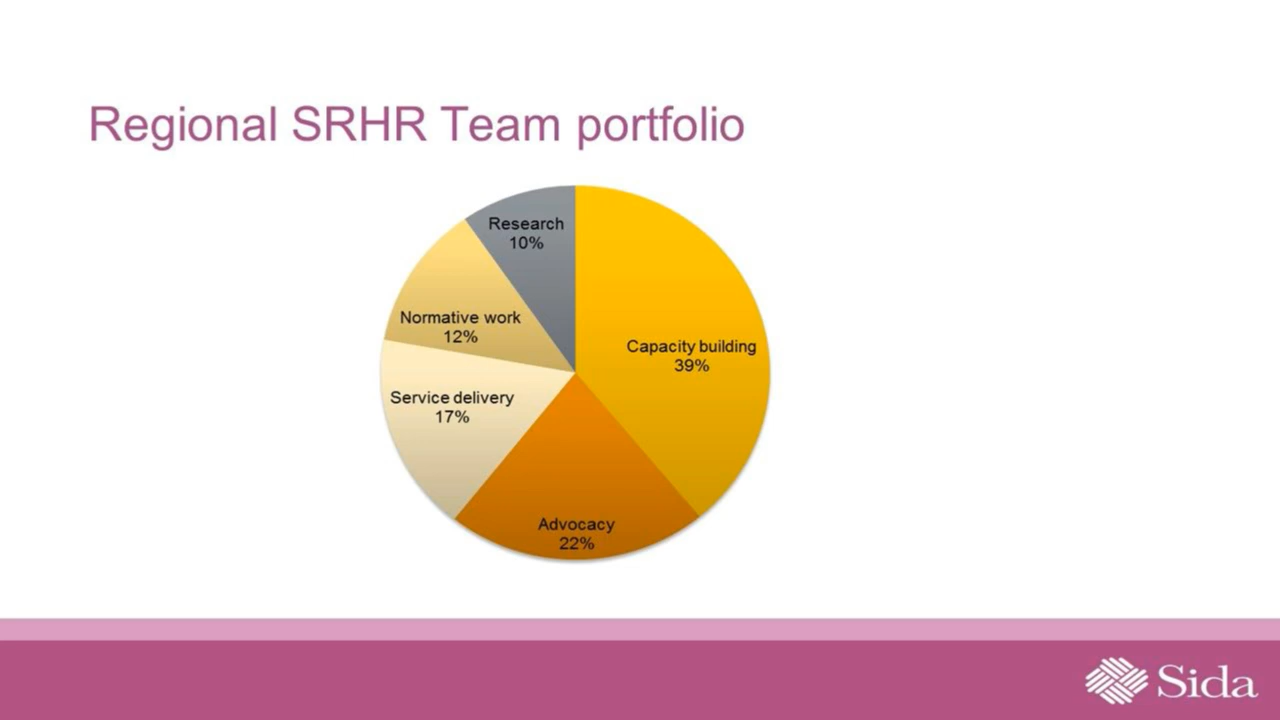 Regional SRHR Team portfolio
Research
10%
Normative work
12%
Capacity building
39%
Service delivery
17%
Advocacy
22%
Sida